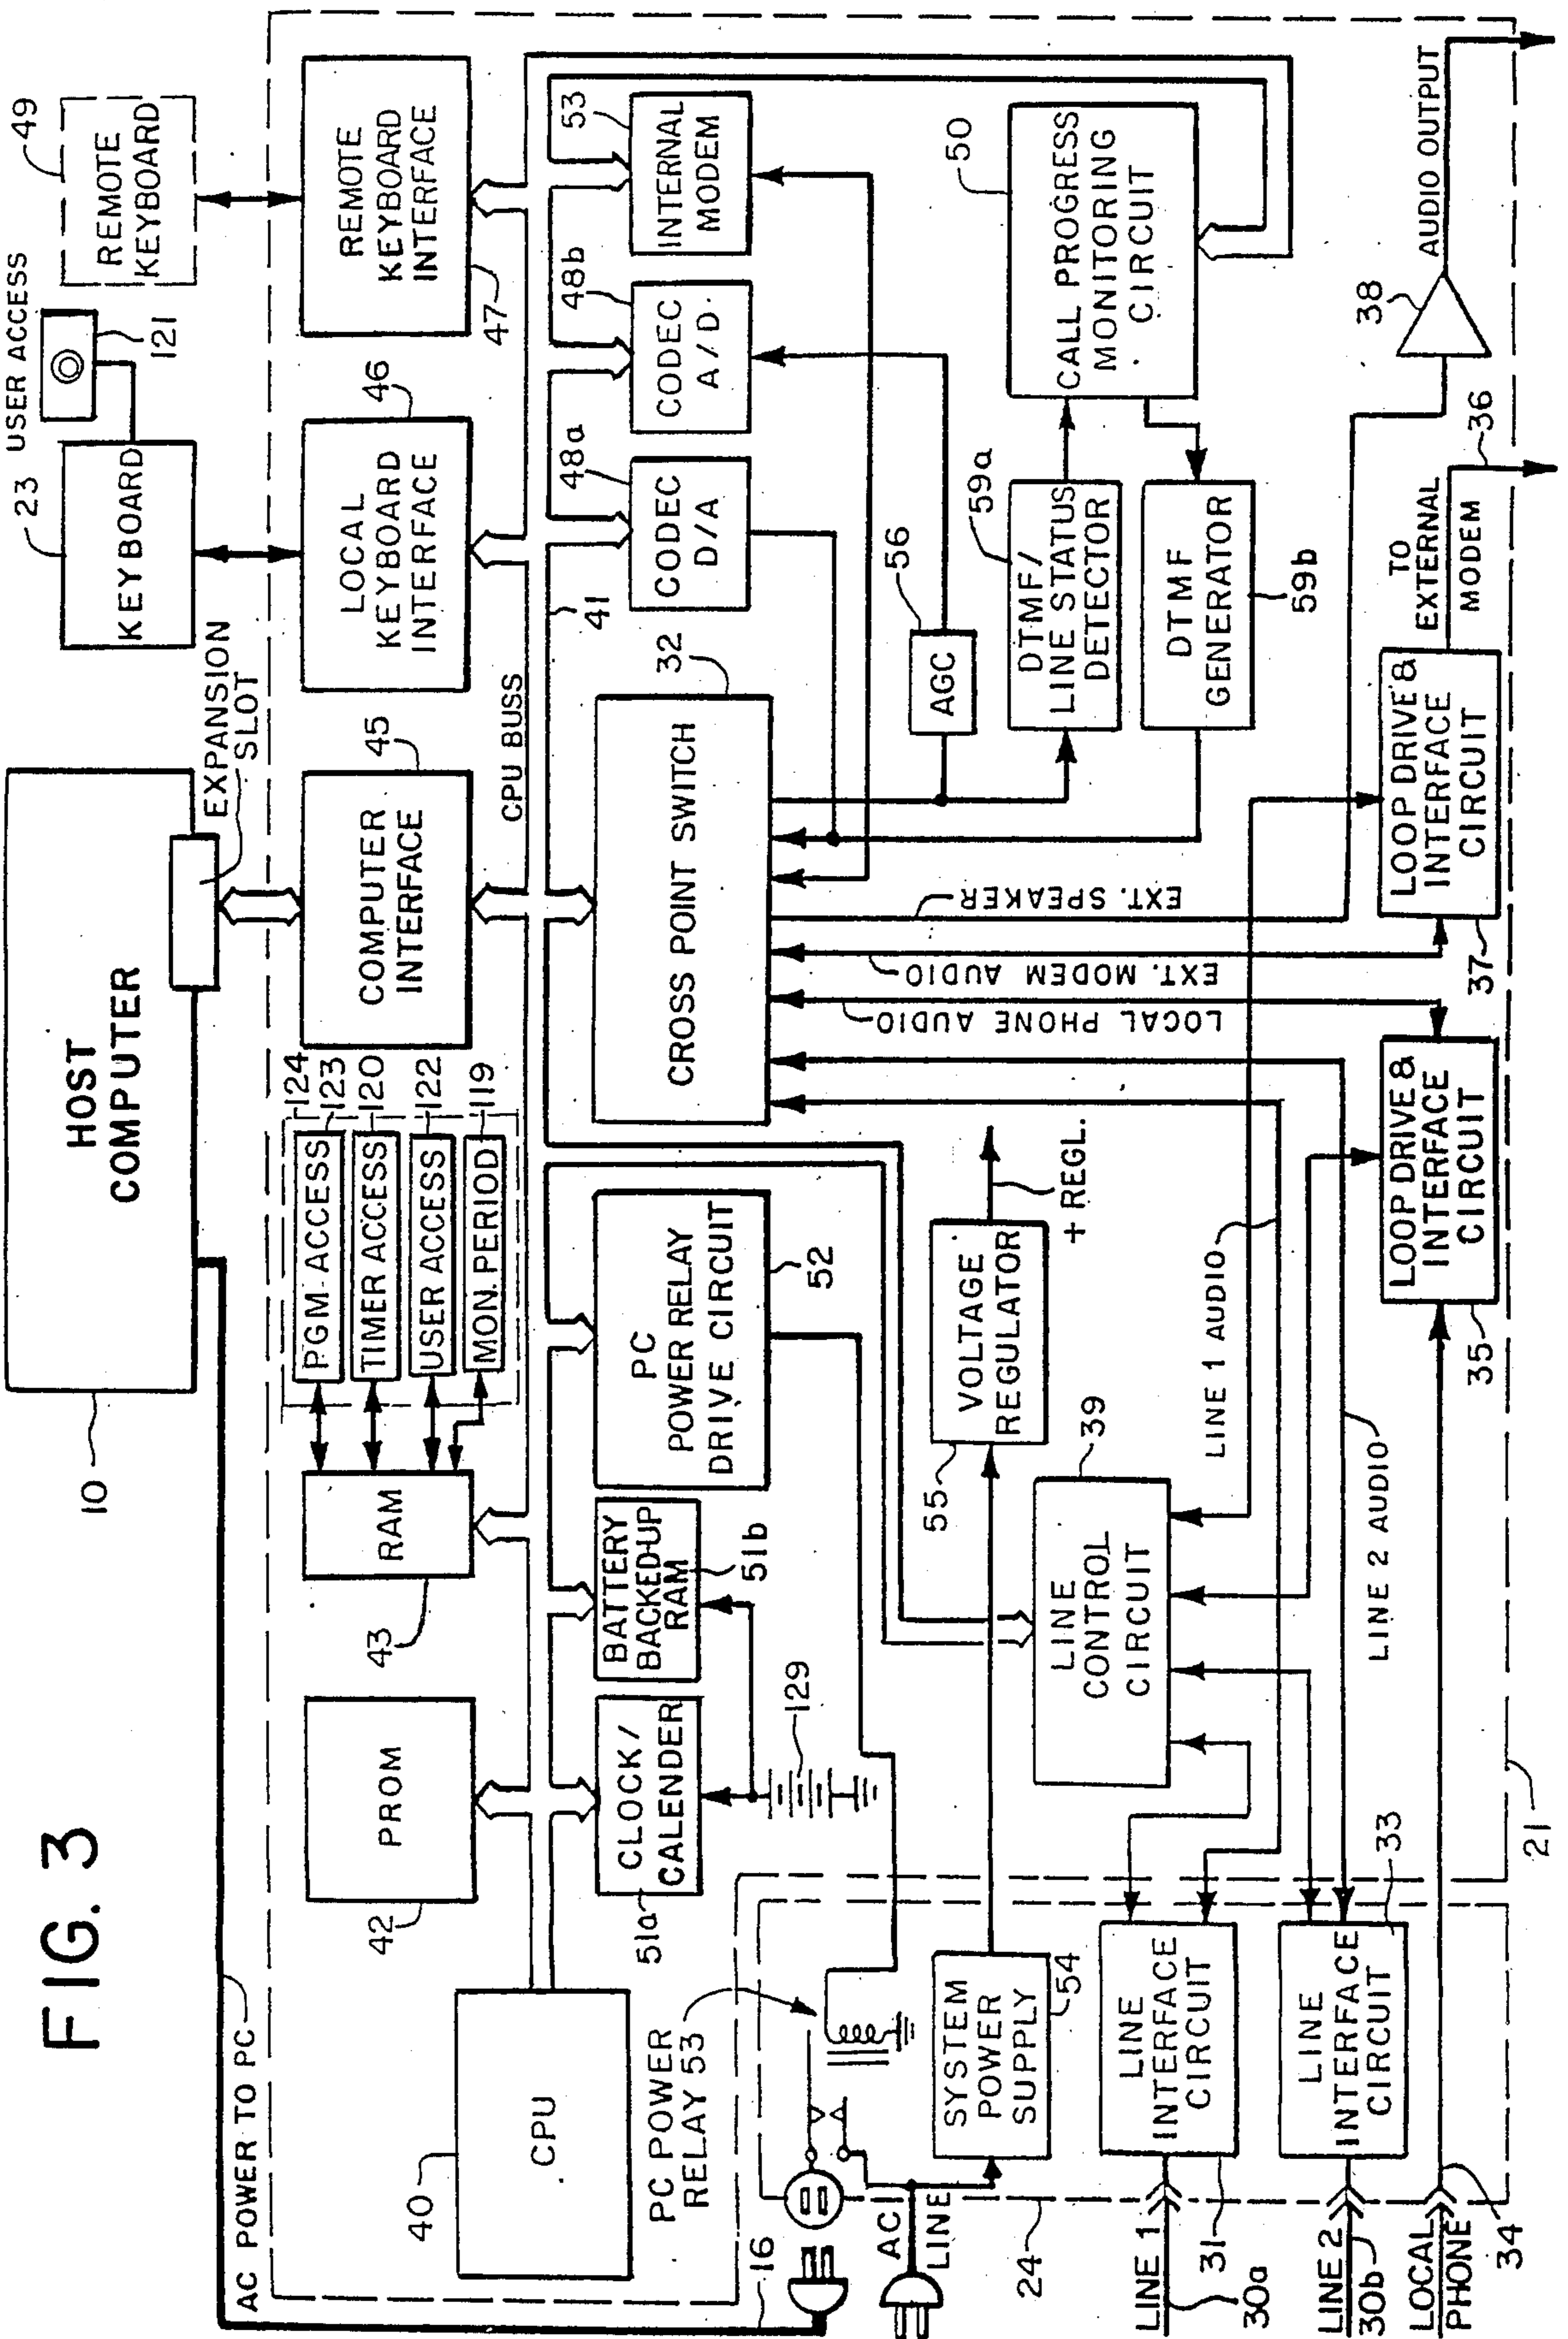 FIG. 3
HOST
COMPUTER
10
EXPANSION
SLOT
23
KEYBOARD
USER ACCESS
121
49
REMOTE
KEYBOARD
AC POWER TO PC
124
PGM ACCESS
123
TIMER ACCESS
120
USER ACCESS
122
MON. PERIOD
119
40
CPU
42
PROM
43
RAM
45
COMPUTER
INTERFACE
46
LOCAL
KEYBOARD
INTERFACE
47
REMOTE
KEYBOARD
INTERFACE
CPU BUSS
41
51a
CLOCK/
CALENDER
BATTERY
BACKED-UP
RAM
51b
129
PC
POWER RELAY
DRIVE CIRCUIT
52
CROSS POINT SWITCH
32
48a
CODEC
D/A
48b
CODEC
A/D
53
INTERNAL
MODEM
PC POWER
RELAY 53
16
AC
LINE
24
SYSTEM
POWER
SUPPLY
54
55
VOLTAGE
REGULATOR
+ REGL.
39
LINE
CONTROL
CIRCUIT
56
AGC
59a
DTMF/
LINE STATUS
DETECTOR
DTMF
GENERATOR
59b
50
CALL PROGRESS
MONITORING
CIRCUIT
EXT. SPEAKER
EXT. MODEM AUDIO
LOCAL PHONE AUDIO
LINE 1 AUDIO
LINE 2 AUDIO
LINE 1
30a
31
LINE
INTERFACE
CIRCUIT
LINE 2
30b
33
LINE
INTERFACE
CIRCUIT
LOCAL
PHONE
34
21
35
LOOP DRIVE &
INTERFACE
CIRCUIT
37
LOOP DRIVE &
INTERFACE
CIRCUIT
TO
EXTERNAL
MODEM
36
38
AUDIO OUTPUT